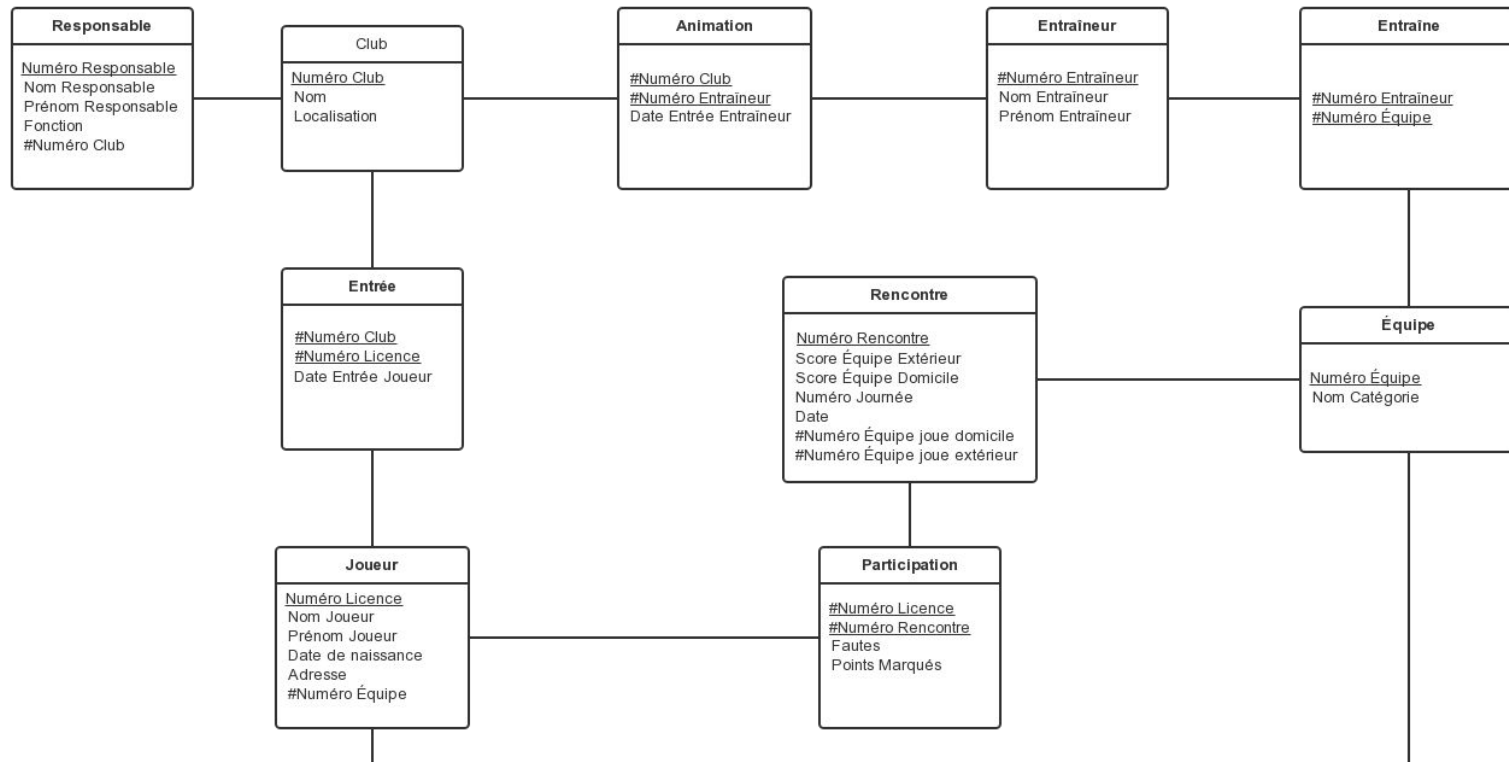 Responsable
Numéro Responsable
Nom Responsable
Prénom Responsable
Fonction
#Numéro Club
Club
Numéro Club
Nom
Localisation
Animation
#Numéro Club
#Numéro Entraîneur
Date Entrée Entraîneur
Entraîneur
#Numéro Entraîneur
Nom Entraîneur
Prénom Entraîneur
Entraîne
#Numéro Entraîneur
#Numéro Équipe
Entrée
#Numéro Club
#Numéro Licence
Date Entrée Joueur
Rencontre
Numéro Rencontre
Score Équipe Extérieur
Score Équipe Domicile
Numéro Journée
Date
#Numéro Équipe joue domicile
#Numéro Équipe joue extérieur
Équipe
Numéro Équipe
Nom Catégorie
Joueur
Numéro Licence
Nom Joueur
Prénom Joueur
Date de naissance
Adresse
#Numéro Équipe
Participation
#Numéro Licence
#Numéro Rencontre
Fautes
Points Marqués